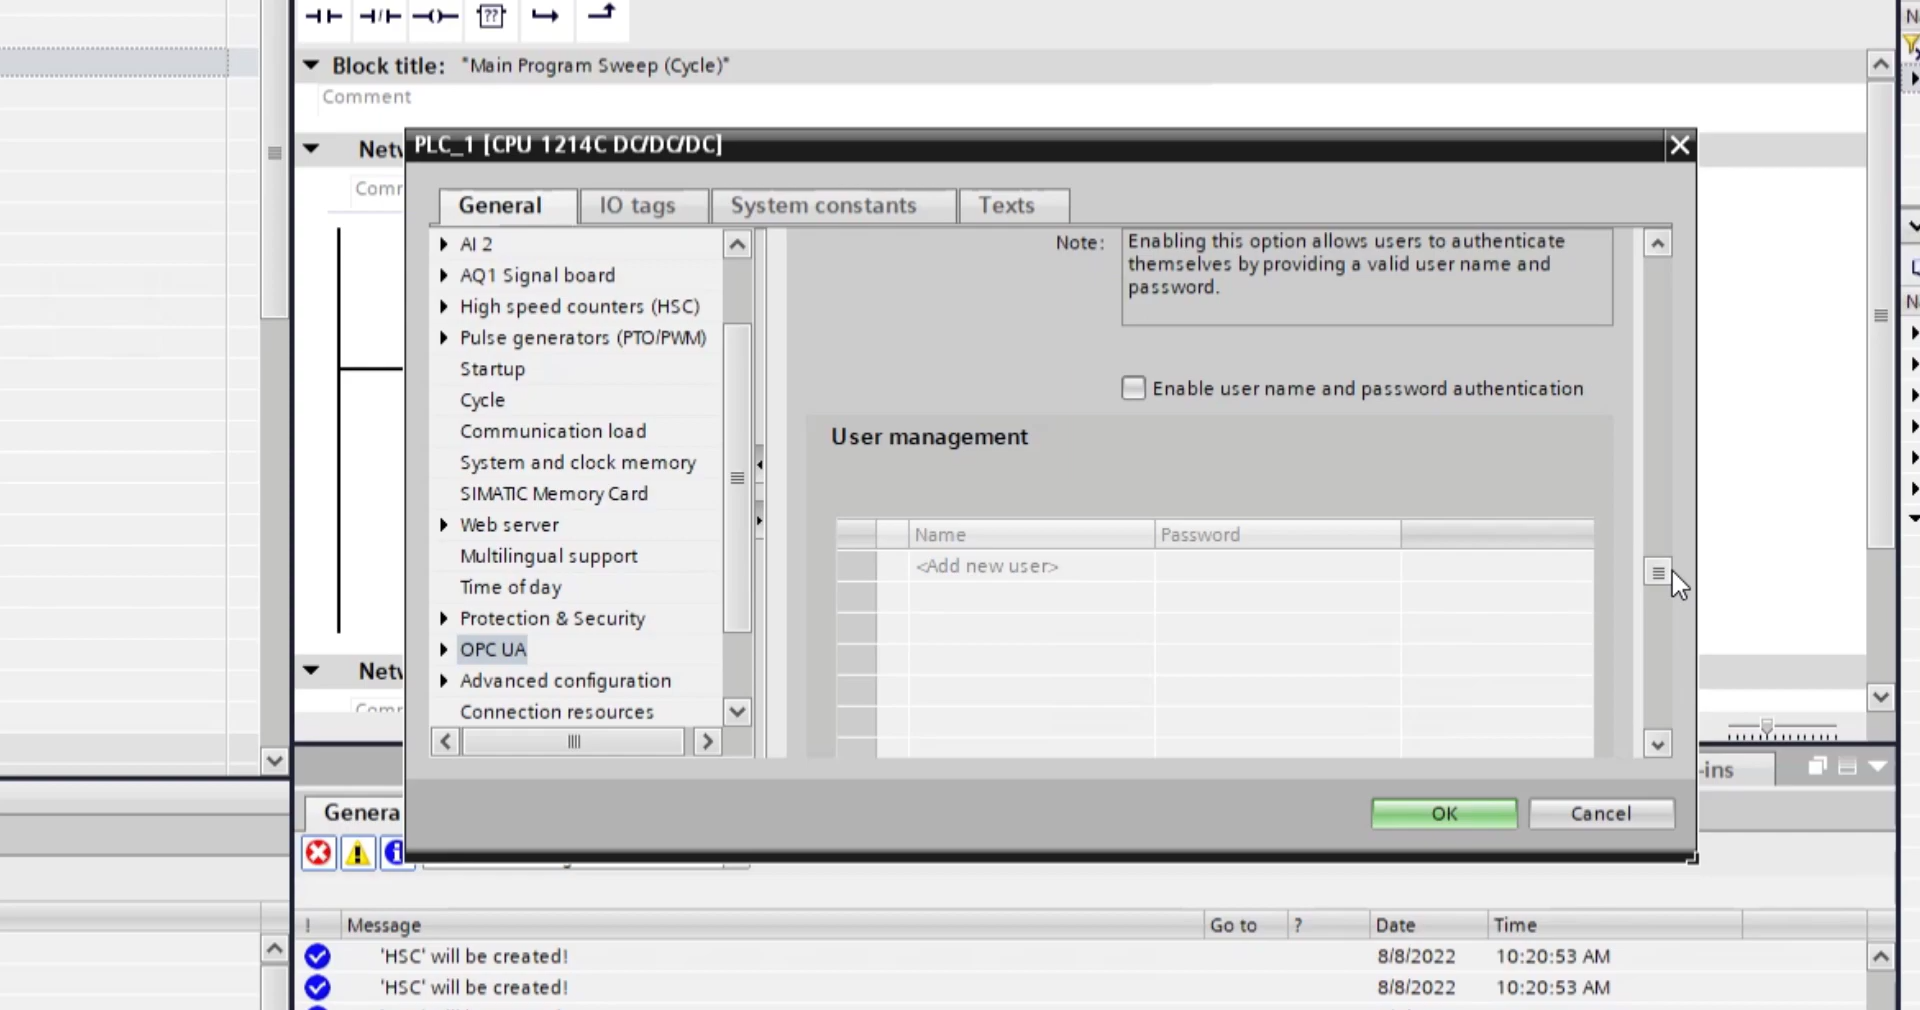 ??
Block title: "Main Program Sweep (Cycle)"
Comment
Netw
Comr
PLC_1 [CPU 1214C DC/DC/DC]
General
IO tags
System constants
Texts
AI 2
AQ1 Signal board
High speed counters (HSC)
Pulse generators (PTO/PWM)
Startup
Cycle
Communication load
System and clock memory
SIMATIC Memory Card
Web server
Multilingual support
Time of day
Protection & Security
OPC UA
Advanced configuration
Connection resources
Note:
Enabling this option allows users to authenticate
themselves by providing a valid user name and
password.
Enable user name and password authentication
User management
Name Password
<Add new user>
OK
Cancel
Netw
-ins
Genera
! Message Go to ? Date Time
'HSC' will be created! 8/8/2022 10:20:53 AM
'HSC' will be created! 8/8/2022 10:20:53 AM